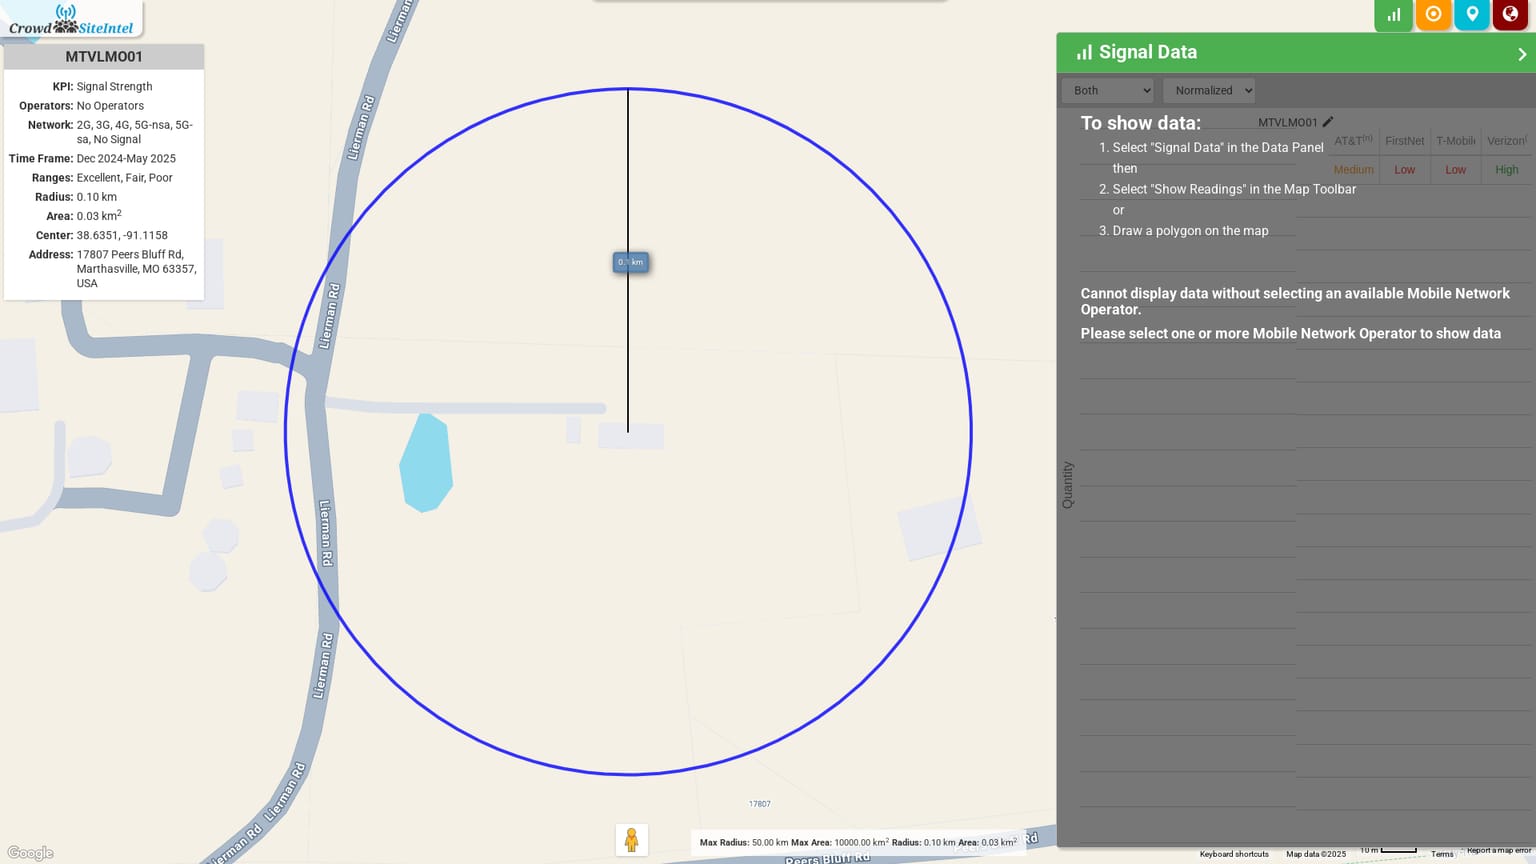 Crowd SiteIntel
MTVLMO01
KPI: Signal Strength
Operators: No Operators
Network: 2G, 3G, 4G, 5G-nsa, 5G-
sa, No Signal
Time Frame: Dec 2024-May 2025
Ranges: Excellent, Fair, Poor
Radius: 0.10 km
Area: 0.03 km²
Center: 38.6351, -91.1158
Address: 17807 Peers Bluff Rd,
Marthasville, MO 63357,
USA
Lierman Rd
Lierman Rd
Lierman Rd
Lierman Rd
Lierman Rd
Lierman Rd
Lierman Rd
km
17807
Peers Bluff Rd
Rd
Google
Max Radius: 50.00 km Max Area: 10000.00 km² Radius: 0.10 km Area: 0.03 km²
Signal Data
Both
Normalized
To show data:
MTVLMO01
1. Select "Signal Data" in the Data Panel
then
2. Select "Show Readings" in the Map Toolbar
or
3. Draw a polygon on the map
AT&T(n) FirstNet T-Mobile Verizon
Medium Low Low High
Cannot display data without selecting an available Mobile Network
Operator.
Please select one or more Mobile Network Operator to show data
Quantity
Keyboard shortcuts
Map data ©2025
10 m
Terms
Report a map error